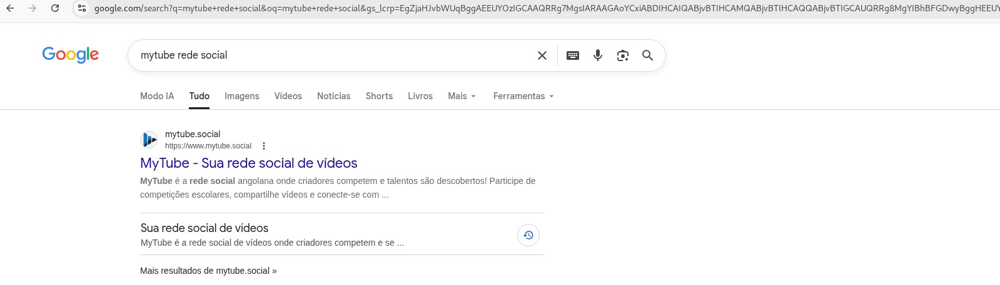 google.com/search?q=mytube+rede+social&oq=mytube+rede+social&gs_lcrp=EgZjaHJvbWUqBggAEEUYOzIGCAAQRRg7MgsIARAAGAoYCxiABDIHCAIQABjvBTIHCAMQABjvBTIHCAQQABjvBTIGCAUQRRg8MgYIBhBFGDwyBggHEEUY
Google
mytube rede social
Modo IA Tudo Imagens Vídeos Notícias Shorts Livros Mais Ferramentas
mytube.social
https://www.mytube.social
MyTube - Sua rede social de vídeos
MyTube é a rede social angolana onde criadores competem e talentos são descobertos! Participe de
competições escolares, compartilhe vídeos e conecte-se com ...
Sua rede social de vídeos
MyTube é a rede social de vídeos onde criadores competem e se ...
Mais resultados de mytube.social »